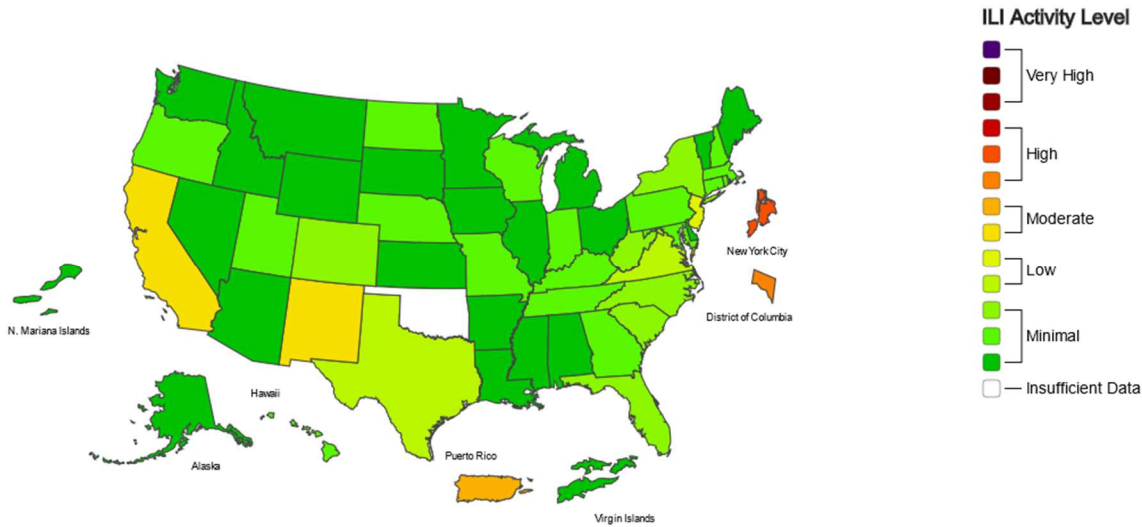 ILI Activity Level
Very High
High
Moderate
Low
Minimal
Insufficient Data
New York City
District of Columbia
N. Mariana Islands
Hawaii
Alaska
Puerto Rico
Virgin Islands